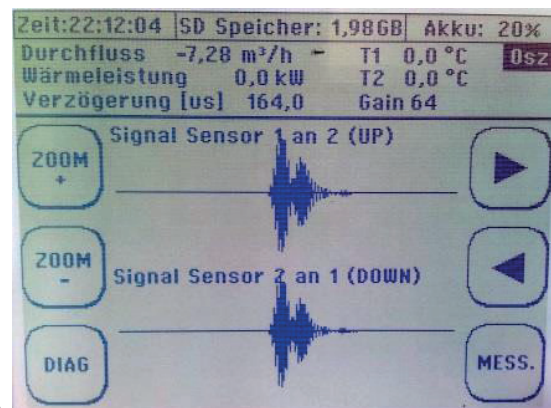 Zeit:22:12:04 SD Speicher: 1,98GB Akku: 20%
Durchfluss -7,28 m³/h - T1 0,0 °C Osz
Wärmeleistung 0,0 kW T2 0,0 °C
Verzögerung [us] 164,0 Gain 64
Signal Sensor 1 an 2 (UP)
ZOOM
+
ZOOM
-
Signal Sensor 2 an 1 (DOWN)
DIAG
MESS.